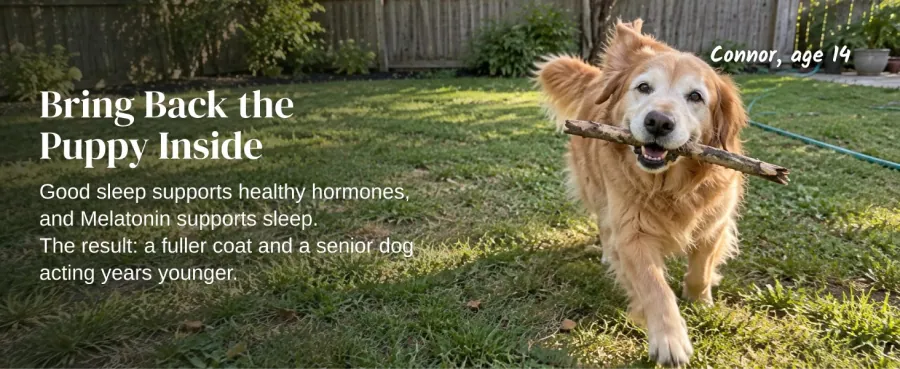 Connor, age 14
Bring Back the
Puppy Inside
Good sleep supports healthy hormones,
and Melatonin supports sleep.
The result: a fuller coat and a senior dog
acting years younger.